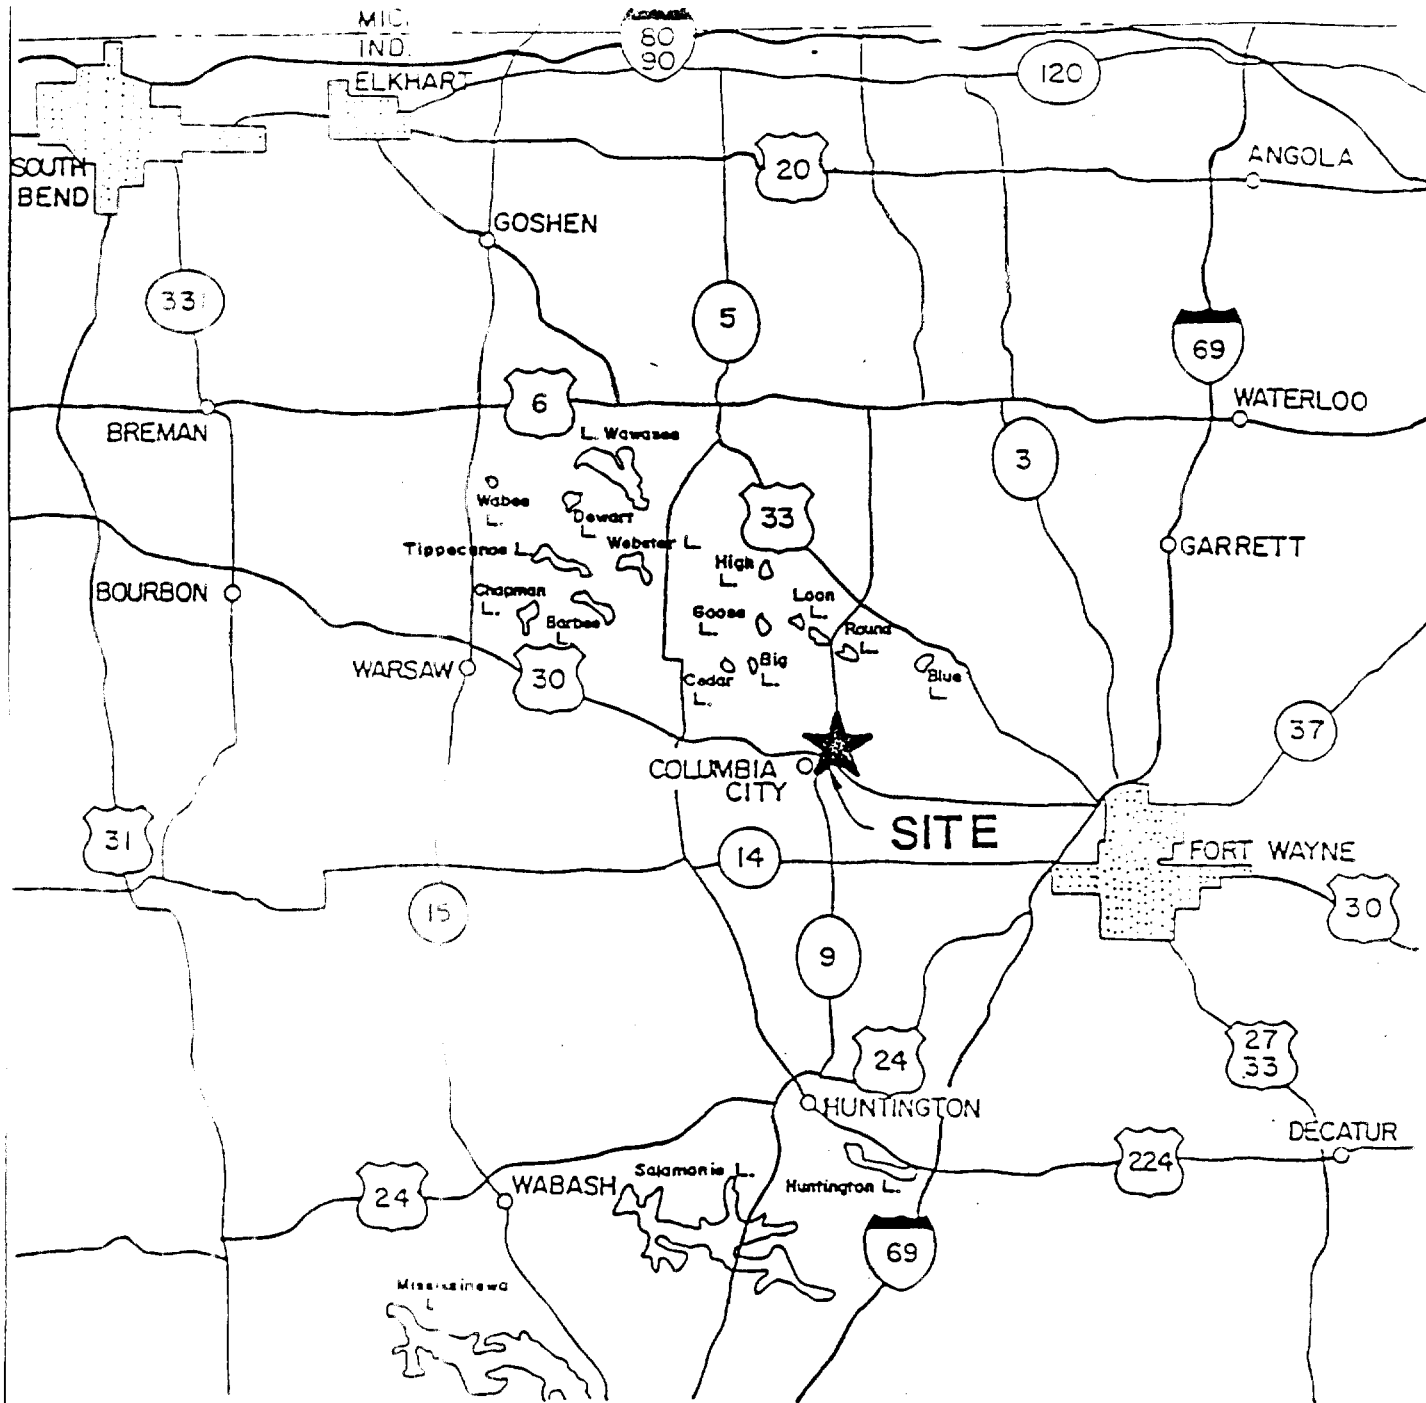 MIC.
IND.
80
90
ELKHART
120
20
ANGOLA
SOUTH
BEND
GOSHEN
331
5
69
6
WATERLOO
BREMAN
L. Wawasee
3
Wabee
L.
Dewart
L.
33
Tippecanoe L.
Webster L.
High
L.
GARRETT
BOURBON
Chapman
L.
Barbee
L.
Goose
L.
Loon
L.
Round
L.
WARSAW
30
Cedar
L.
Big
L.
Blue
L.
37
COLUMBIA
CITY
SITE
31
14
FORT WAYNE
15
30
9
24
27
33
HUNTINGTON
DECATUR
224
24
WABASH
Salamonie L.
Huntington L.
69
Mississinewa
L